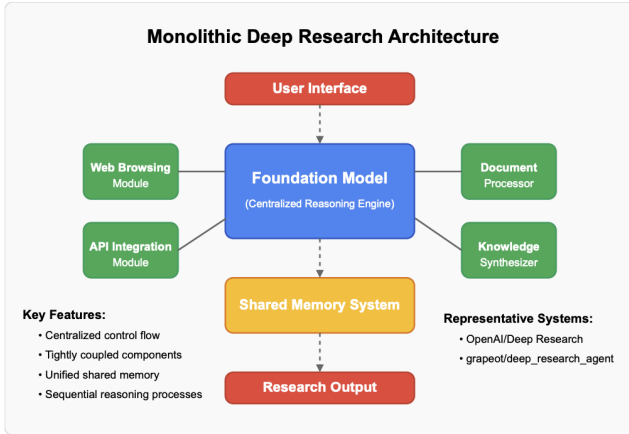 Monolithic Deep Research Architecture
User Interface
Web Browsing
Module
Foundation Model
(Centralized Reasoning Engine)
Document
Processor
API Integration
Module
Knowledge
Synthesizer
Shared Memory System
Key Features:
• Centralized control flow
• Tightly coupled components
• Unified shared memory
• Sequential reasoning processes
Representative Systems:
• OpenAI/Deep Research
• grapeot/deep_research_agent
Research Output